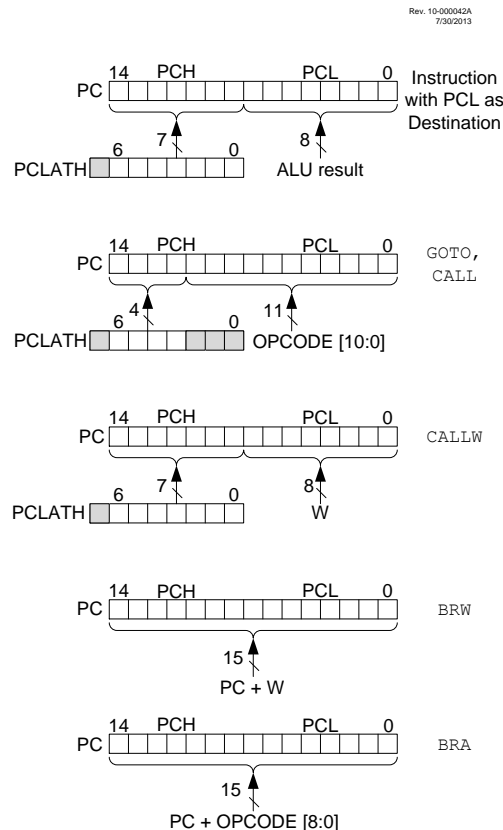 Rev. 10-000042A
7/30/2013
14 PCH PCL 0
PC
Instruction
with PCL as
Destination
7 8
6 0
PCLATH ALU result
14 PCH PCL 0
PC
GOTO,
CALL
4 11
6 0
PCLATH OPCODE [10:0]
14 PCH PCL 0
PC CALLW
7 8
6 0
PCLATH W
14 PCH PCL 0
PC BRW
15
PC + W
14 PCH PCL 0
PC BRA
15
PC + OPCODE [8:0]